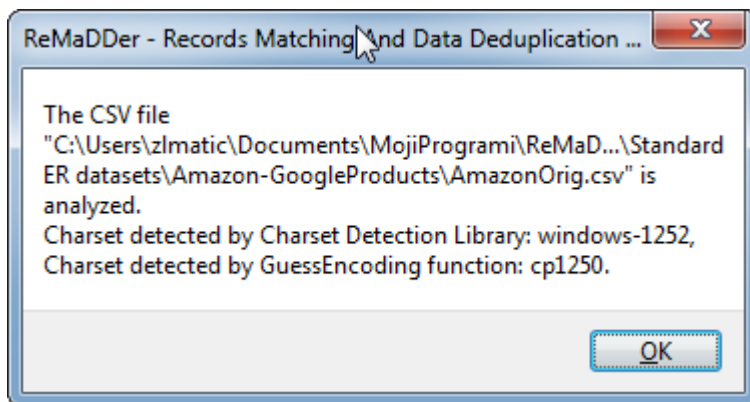 ReMaDDer - Records Matching And Data Deduplication ...
The CSV file
"C:\Users\zlmatic\Documents\MojiProgrami\ReMaD...\Standard
ER datasets\Amazon-GoogleProducts\AmazonOrig.csv" is
analyzed.
Charset detected by Charset Detection Library: windows-1252,
Charset detected by GuessEncoding function: cp1250.
OK